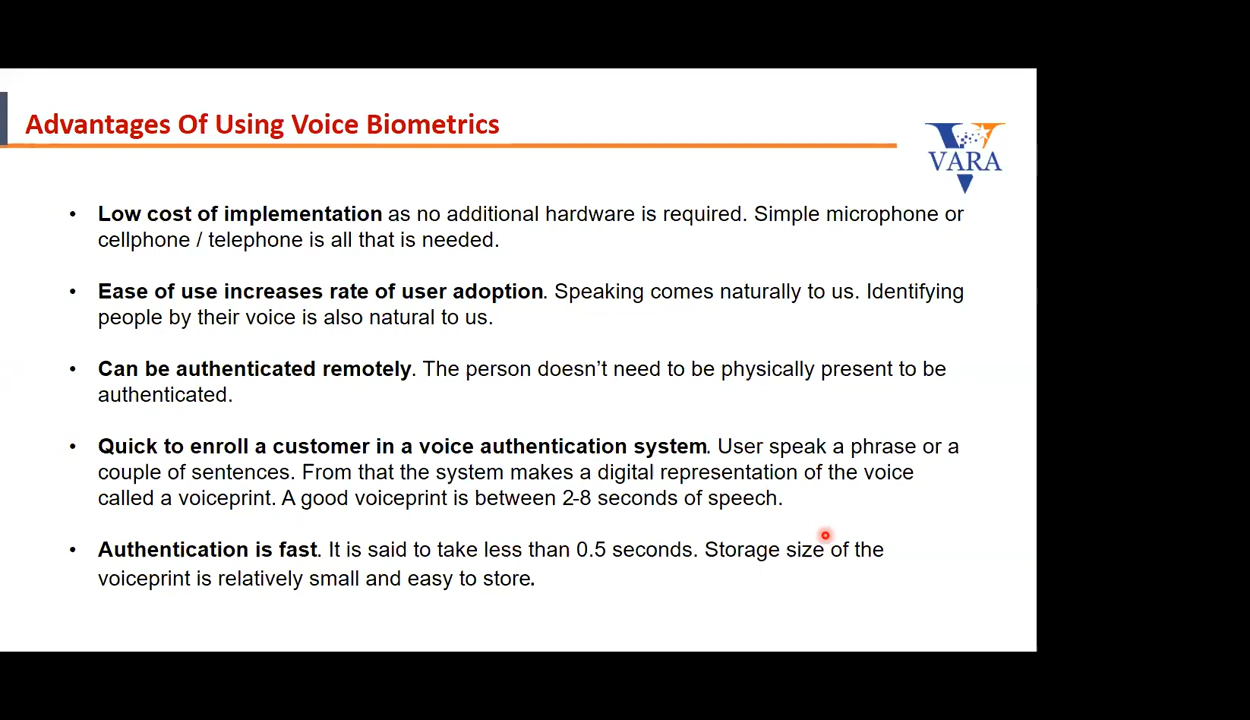 Advantages Of Using Voice Biometrics
VARA
• Low cost of implementation as no additional hardware is required. Simple microphone or
cellphone / telephone is all that is needed.
• Ease of use increases rate of user adoption. Speaking comes naturally to us. Identifying
people by their voice is also natural to us.
• Can be authenticated remotely. The person doesn’t need to be physically present to be
authenticated.
• Quick to enroll a customer in a voice authentication system. User speak a phrase or a
couple of sentences. From that the system makes a digital representation of the voice
called a voiceprint. A good voiceprint is between 2-8 seconds of speech.
• Authentication is fast. It is said to take less than 0.5 seconds. Storage size of the
voiceprint is relatively small and easy to store.